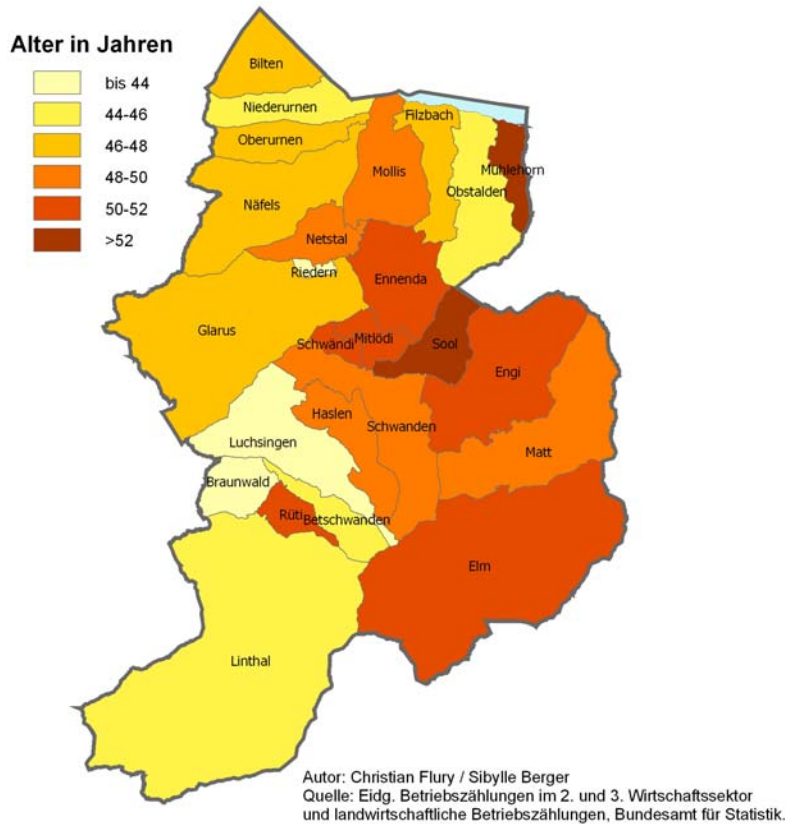 Alter in Jahren
bis 44
44-46
46-48
48-50
50-52
>52
Bilten
Niederurnen
Filzbach
Oberurnen
Mühlehorn
Mollis
Obstalden
Näfels
Netstal
Riedern
Ennenda
Glarus
Schwändi
Mitlödi
Sool
Engi
Haslen
Schwanden
Luchsingen
Matt
Braunwald
Rüti
Betschwanden
Elm
Linthal
Autor: Christian Flury / Sibylle Berger
Quelle: Eidg. Betriebszählungen im 2. und 3. Wirtschaftssektor
und landwirtschaftliche Betriebszählungen, Bundesamt für Statistik.